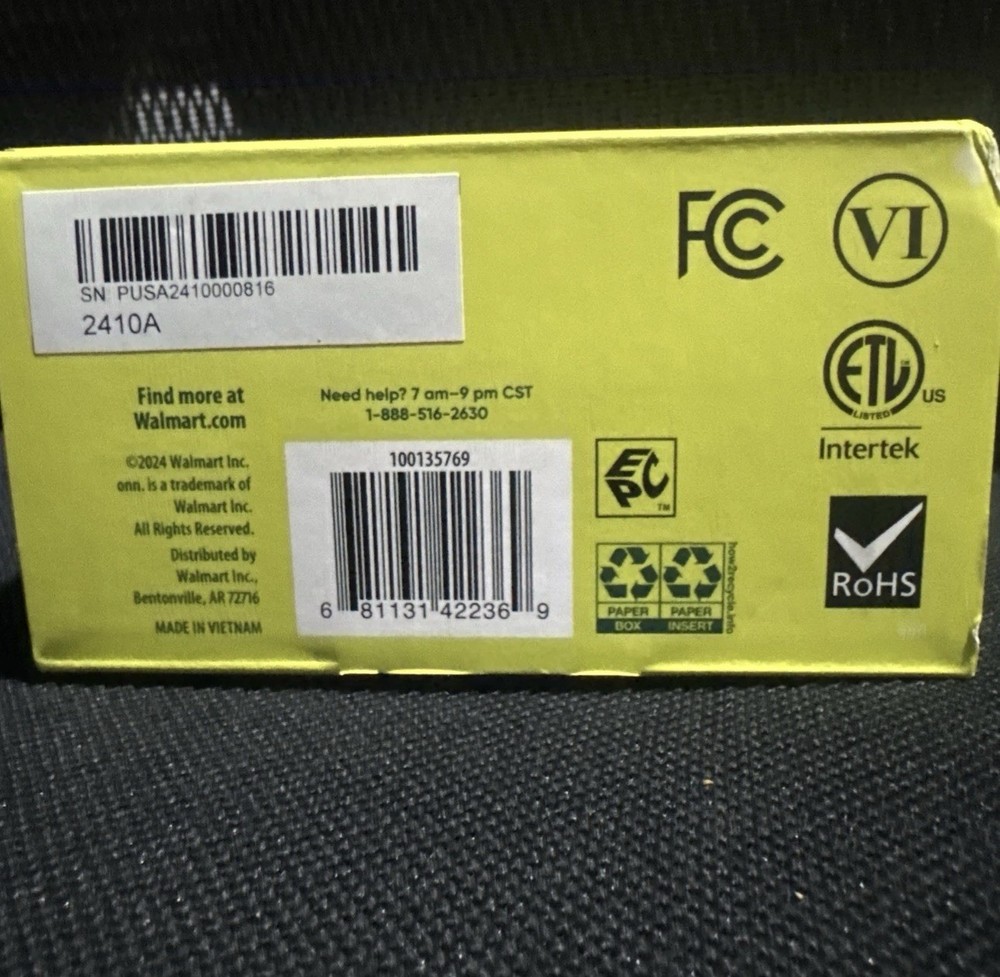 SN: PUSA2410000816
2410A
FC
VI
ETL
LISTED
US
Intertek
Find more at
Walmart.com
Need help? 7 am–9 pm CST
1-888-516-2630
©2024 Walmart Inc.
onn. is a trademark of
Walmart Inc.
All Rights Reserved.
Distributed by
Walmart Inc.,
Bentonville, AR 72716
MADE IN VIETNAM
100135769
6 81131 42236 9
EPC
TM
PAPER
BOX
PAPER
INSERT
how2recycle.info
RoHS